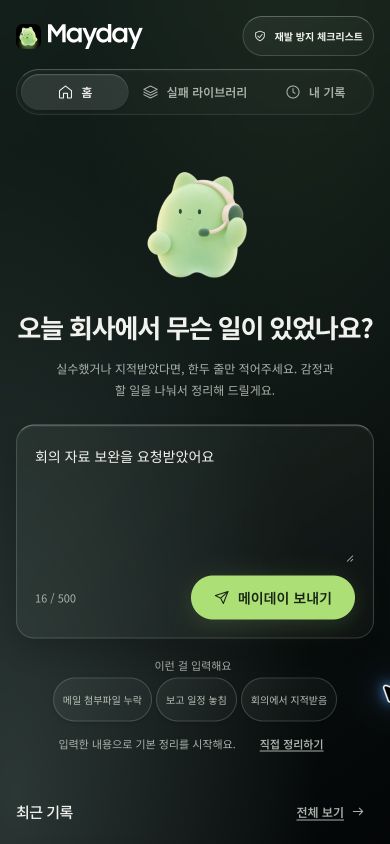 Mayday
재발 방지 체크리스트
홈
실패 라이브러리
내 기록
오늘 회사에서 무슨 일이 있었나요?
실수했거나 지적받았다면, 한두 줄만 적어주세요. 감정과
할 일을 나눠서 정리해 드릴게요.
회의 자료 보완을 요청받았어요
16 / 500
메이데이 보내기
이런 걸 입력해요
메일 첨부파일 누락
보고 일정 놓침
회의에서 지적받음
입력한 내용으로 기본 정리를 시작해요.
직접 정리하기
최근 기록
전체 보기